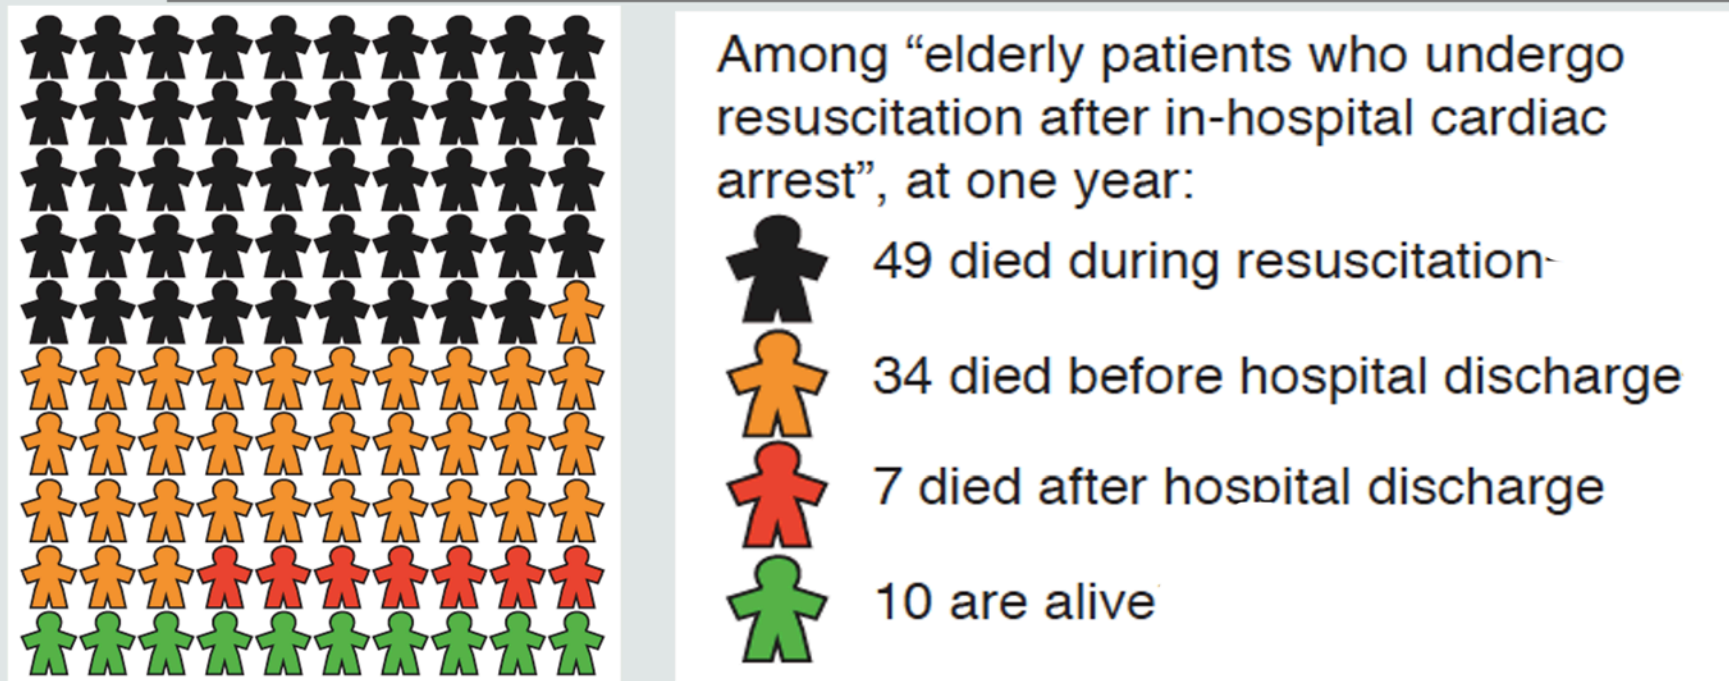 Among “elderly patients who undergo
resuscitation after in-hospital cardiac
arrest”, at one year:
49 died during resuscitation
34 died before hospital discharge
7 died after hospital discharge
10 are alive